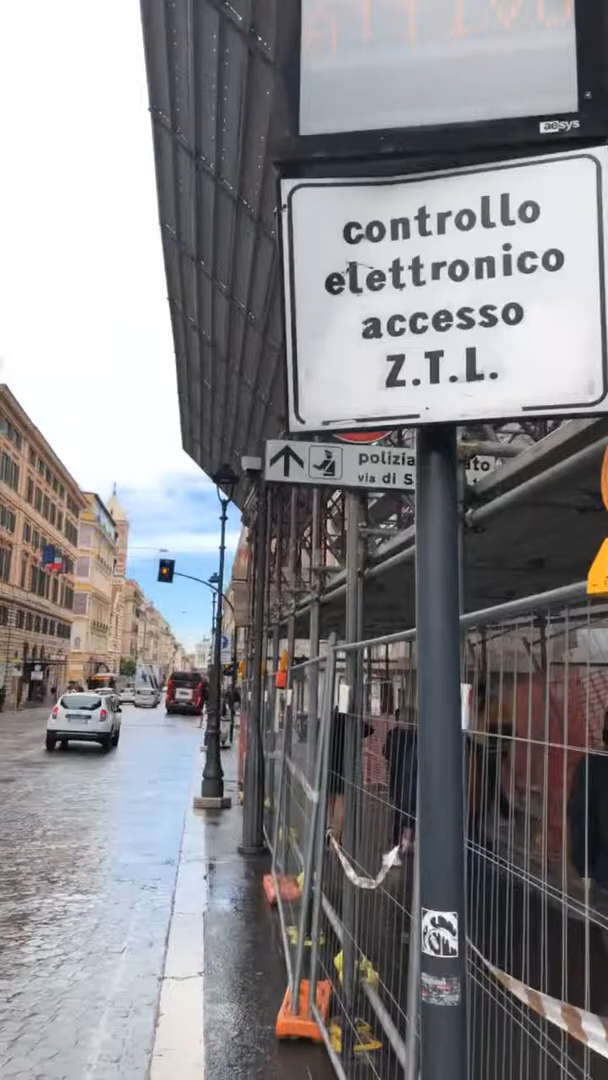 aesys
controllo
elettronico
accesso
Z.T.L.
polizia
via di S